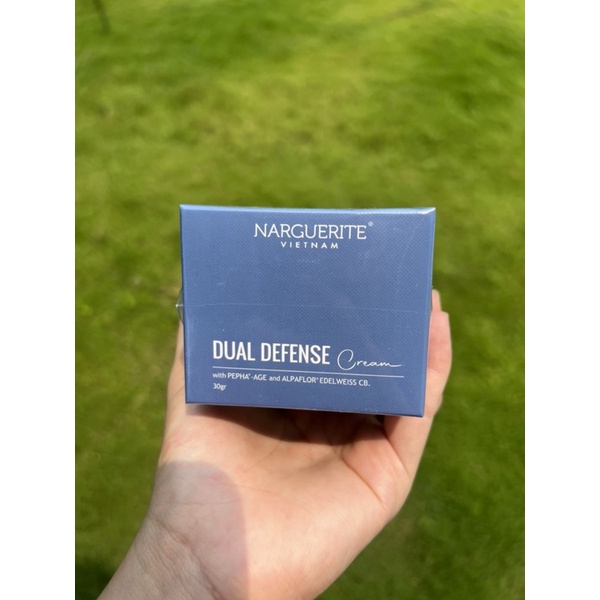 NARGUERITE®
VIETNAM
DUAL DEFENSE Cream
with PEPHA®-AGE and ALPAFLOR® EDELWEISS CB.
30gr